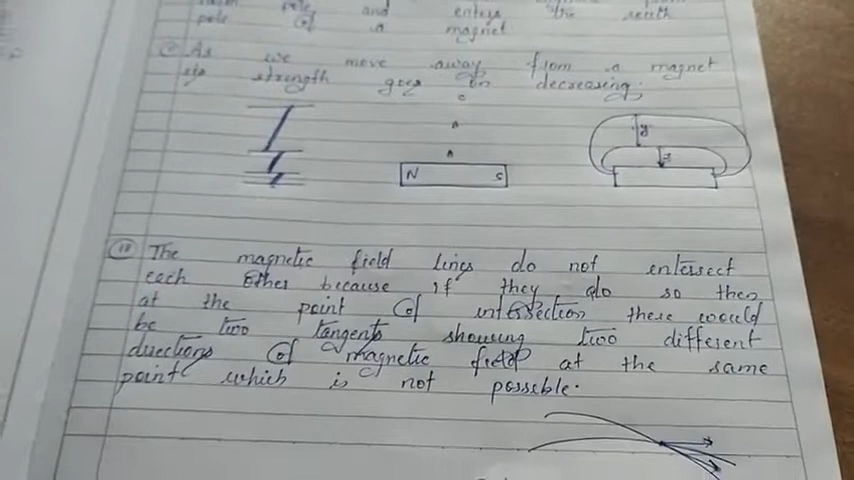 pole and enters the south
pole of a magnet
As we move away from a magnet
its strength goes on decreasing;
C
A
A
N S
y
x
The magnetic field lines do not entersect
each other because if they do so then
at the point of intersection there would
be two tangents showing two different
directions of magnetic field at the same
point which is not possible.